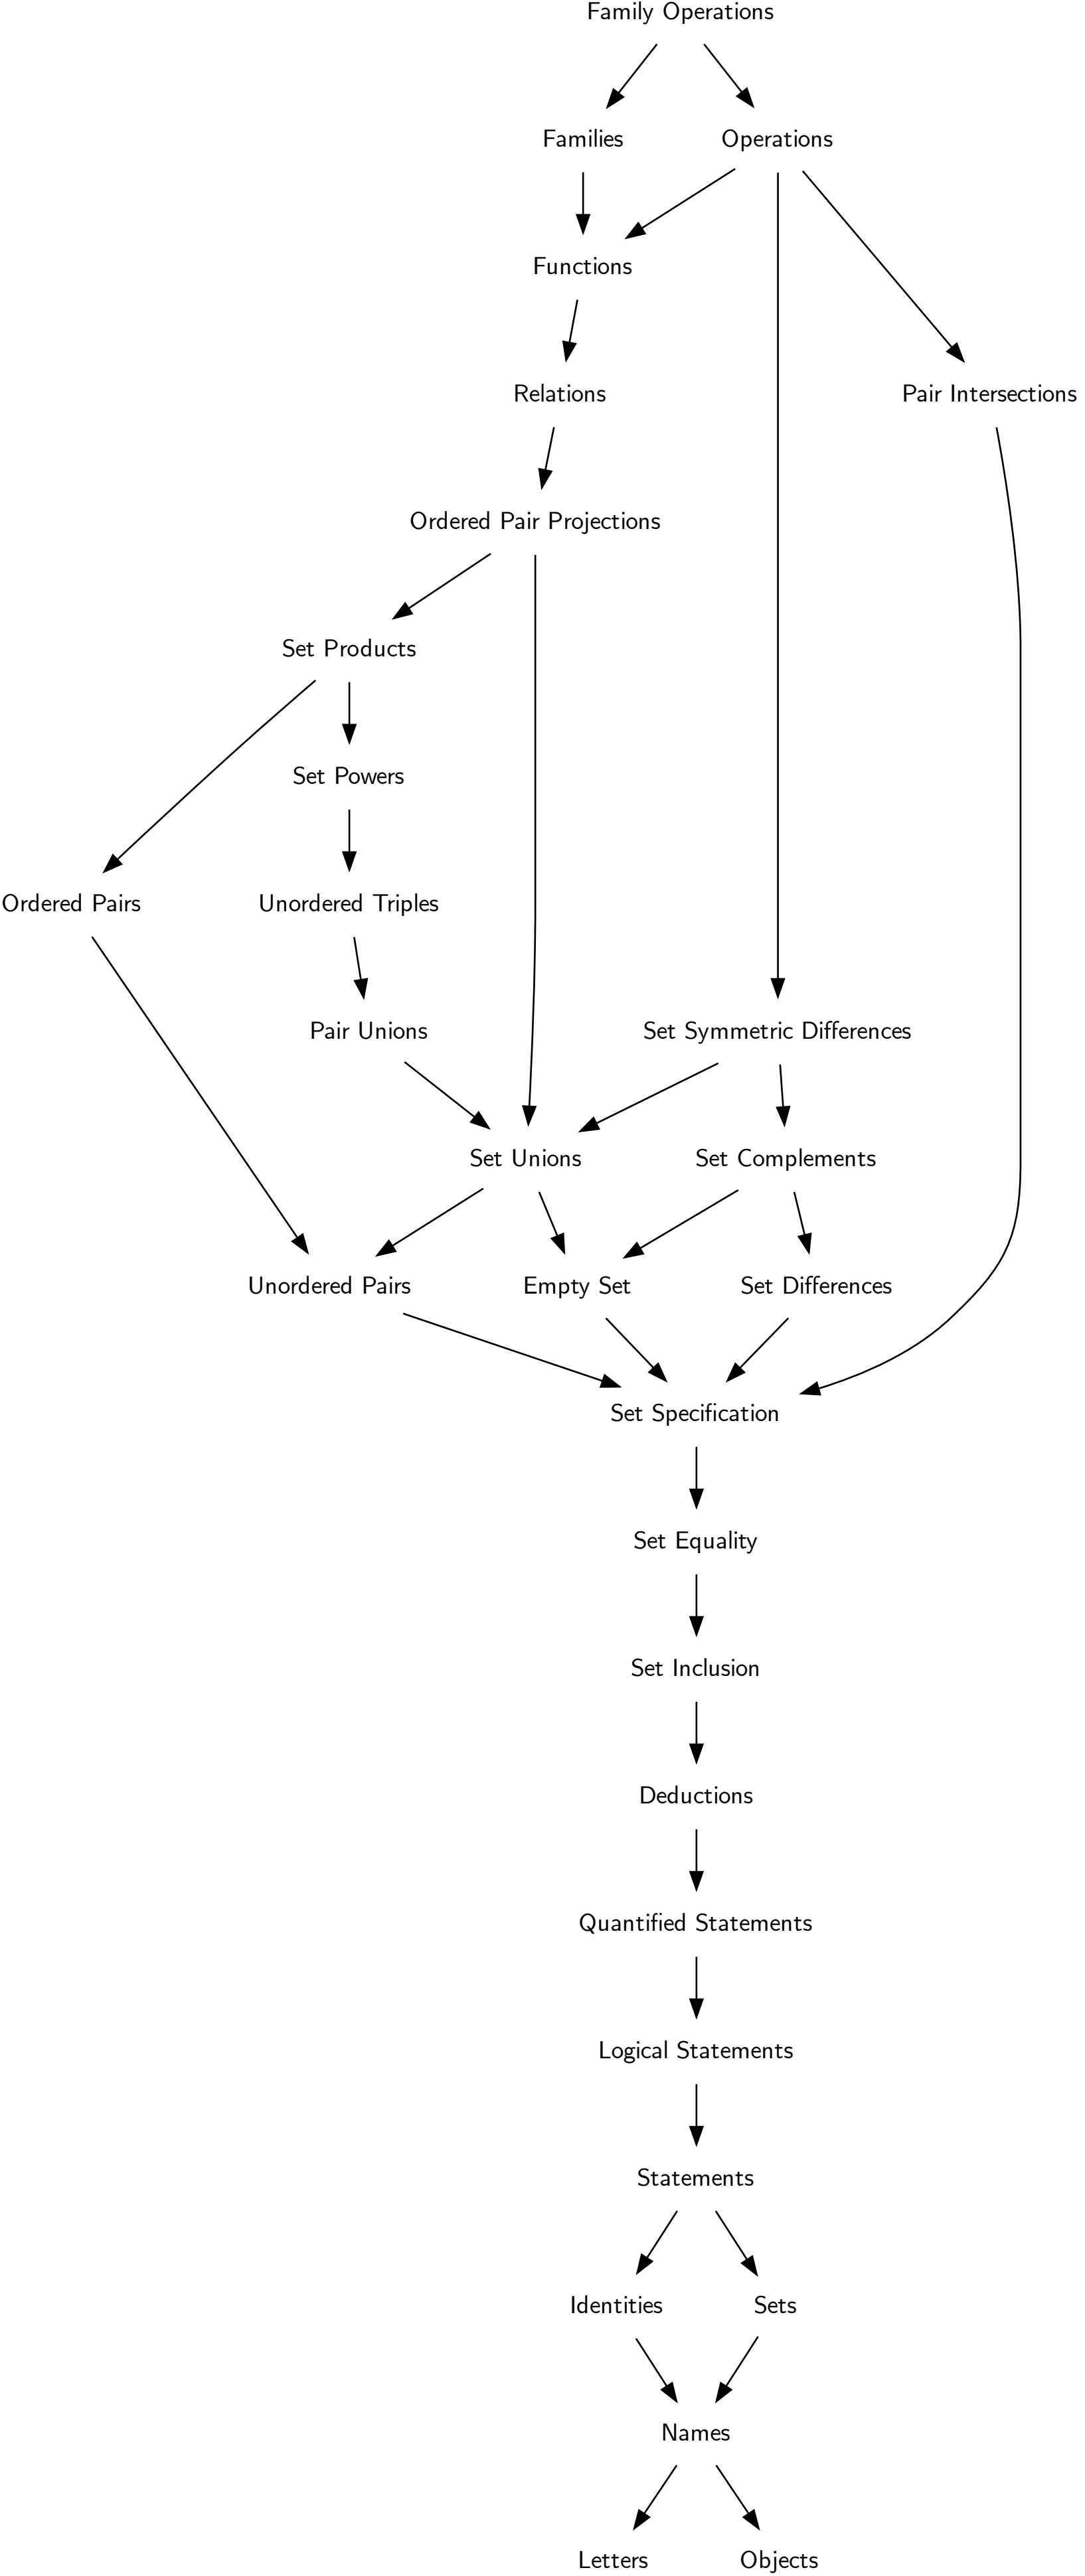 Family Operations
Families
Operations
Functions
Relations
Pair Intersections
Ordered Pair Projections
Set Products
Set Powers
Ordered Pairs
Unordered Triples
Pair Unions
Set Symmetric Differences
Set Unions
Set Complements
Unordered Pairs
Empty Set
Set Differences
Set Specification
Set Equality
Set Inclusion
Deductions
Quantified Statements
Logical Statements
Statements
Identities
Sets
Names
Letters
Objects